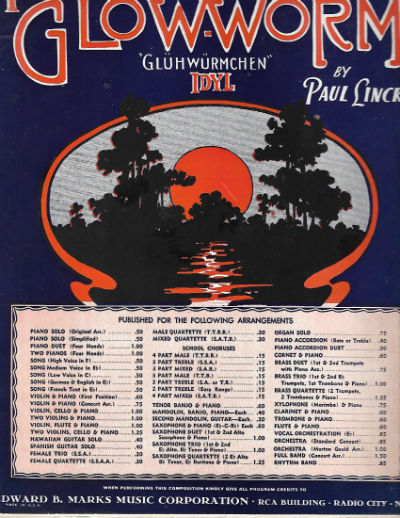 GLOW-WORM
"GLÜHWÜRMCHEN"
IDYL
BY
PAUL LINCK
PUBLISHED FOR THE FOLLOWING ARRANGEMENTS
PIANO SOLO (Original Arr.) .50
PIANO SOLO (Simplified) .50
PIANO DUET (Four Hands) 1.00
TWO PIANOS (Four Hands) 1.00
SONG (High Voice in F) .50
SONG (Medium Voice in Eb) .50
SONG (Low Voice in C) .50
SONG (German & English in Eb) .50
SONG (French Text in Eb) .50
VIOLIN & PIANO (First Position) .40
VIOLIN & PIANO (Concert Arr.)
VIOLIN, CELLO & PIANO 1.00
TWO VIOLINS & PIANO
VIOLIN, FLUTE & PIANO 1.00
TWO VIOLINS, CELLO & PIANO 1.25
HAWAIIAN GUITAR SOLO .40
SPANISH GUITAR SOLO .40
FEMALE TRIO (S.S.A.) .20
FEMALE QUARTETTE (S.S.A.A.) .20
MALE QUARTETTE (T.T.B.B.) .20
MIXED QUARTETTE (S.A.T.B.) .20
SCHOOL CHORUSES
4 PART MALE (T.T.B.B.) .15
3 PART TREBLE (S.S.A.) .15
3 PART MIXED (S.A.B.) .15
3 PART MALE (T.T.B.) .15
2 PART TREBLE (S.A. or T.B.) .15
2 PART TREBLE (Easy Range) .15
4 PART MIXED (S.A.T.B.) .15
TENOR BANJO & PIANO
MANDOLIN, BANJO, PIANO—Each .60
SECOND MANDOLIN, GUITAR—Each .20
SAXOPHONE & PIANO (Eb-C-Bb) Each .60
SAXOPHONE DUET (1st & 2nd Alto
Saxophone & Piano) 1.00
SAXOPHONE TRIO (1st & 2nd
Eb Alto, Bb Tenor & Piano) 1.00
SAXOPHONE QUARTETTE (2 Eb Alto
Bb Tenor, Eb Baritone & Piano) 1.25
ORGAN SOLO .75
PIANO ACCORDION (Bass or Treble) .40
PIANO ACCORDION DUET .50
CORNET & PIANO .60
BRASS DUET (1st & 2nd Trumpets
with Piano Acc.) .75
BRASS TRIO (1st & 2nd Bb
Trumpets, 1st Trombone & Piano) 1.00
BRASS QUARTETTE (2 Trumpets,
2 Trombones & Piano) 1.25
XYLOPHONE (Marimba) & Piano .75
CLARINET & PIANO .60
TROMBONE & PIANO .60
FLUTE & PIANO .60
VOCAL ORCHESTRATION (Eb) .85
ORCHESTRA (Standard Concert) .85
ORCHESTRA (Morton Gould Arr.) 1.00
FULL BAND (Concert Arr.) 1.50
RHYTHM BAND .85
WHEN PERFORMING THIS COMPOSITION KINDLY GIVE ALL PROGRAM CREDITS TO
DWARD B. MARKS MUSIC CORPORATION · RCA BUILDING · RADIO CITY · N
MADE IN U.S.A.